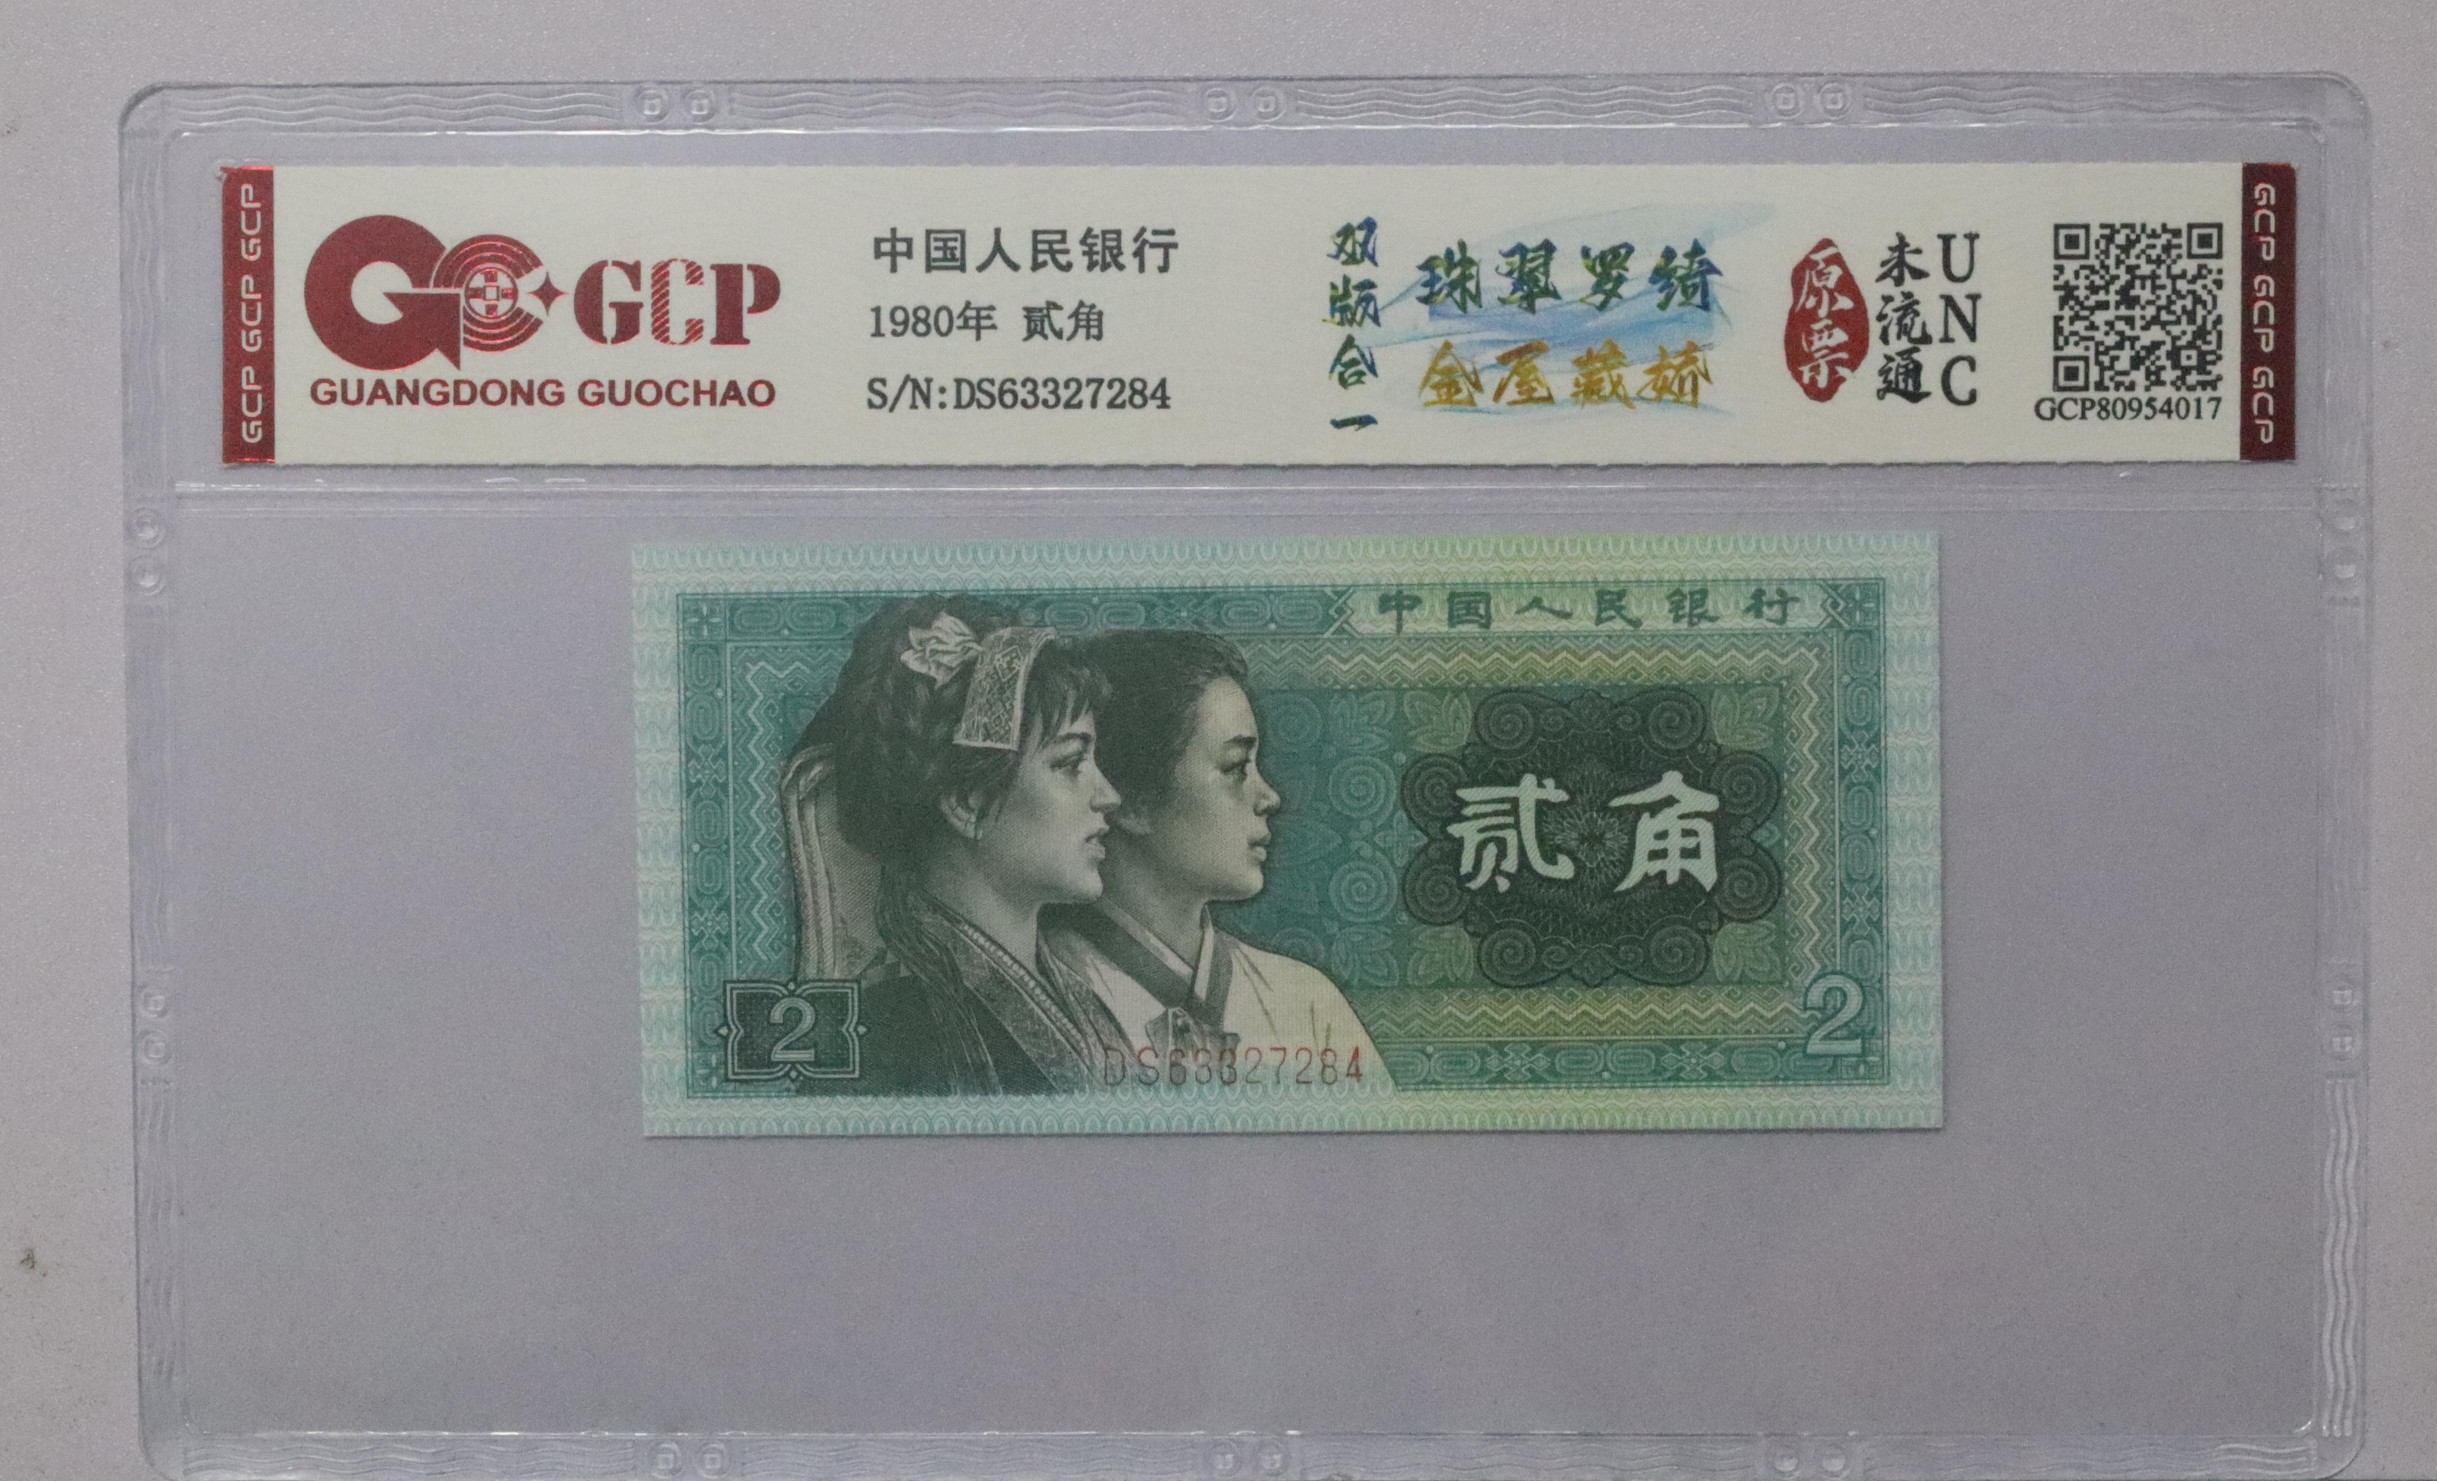 GCP GCP GCP
GCP
GUANGDONG GUOCHAO
中国人民银行
1980年 贰角
S/N:DS63327284
双版合一
珠翠罗绮
金屋藏娇
原票
未流通
UNC
GCP80954017
GCP GCP GCP
中国人民银行
贰角
2
2
DS63327284